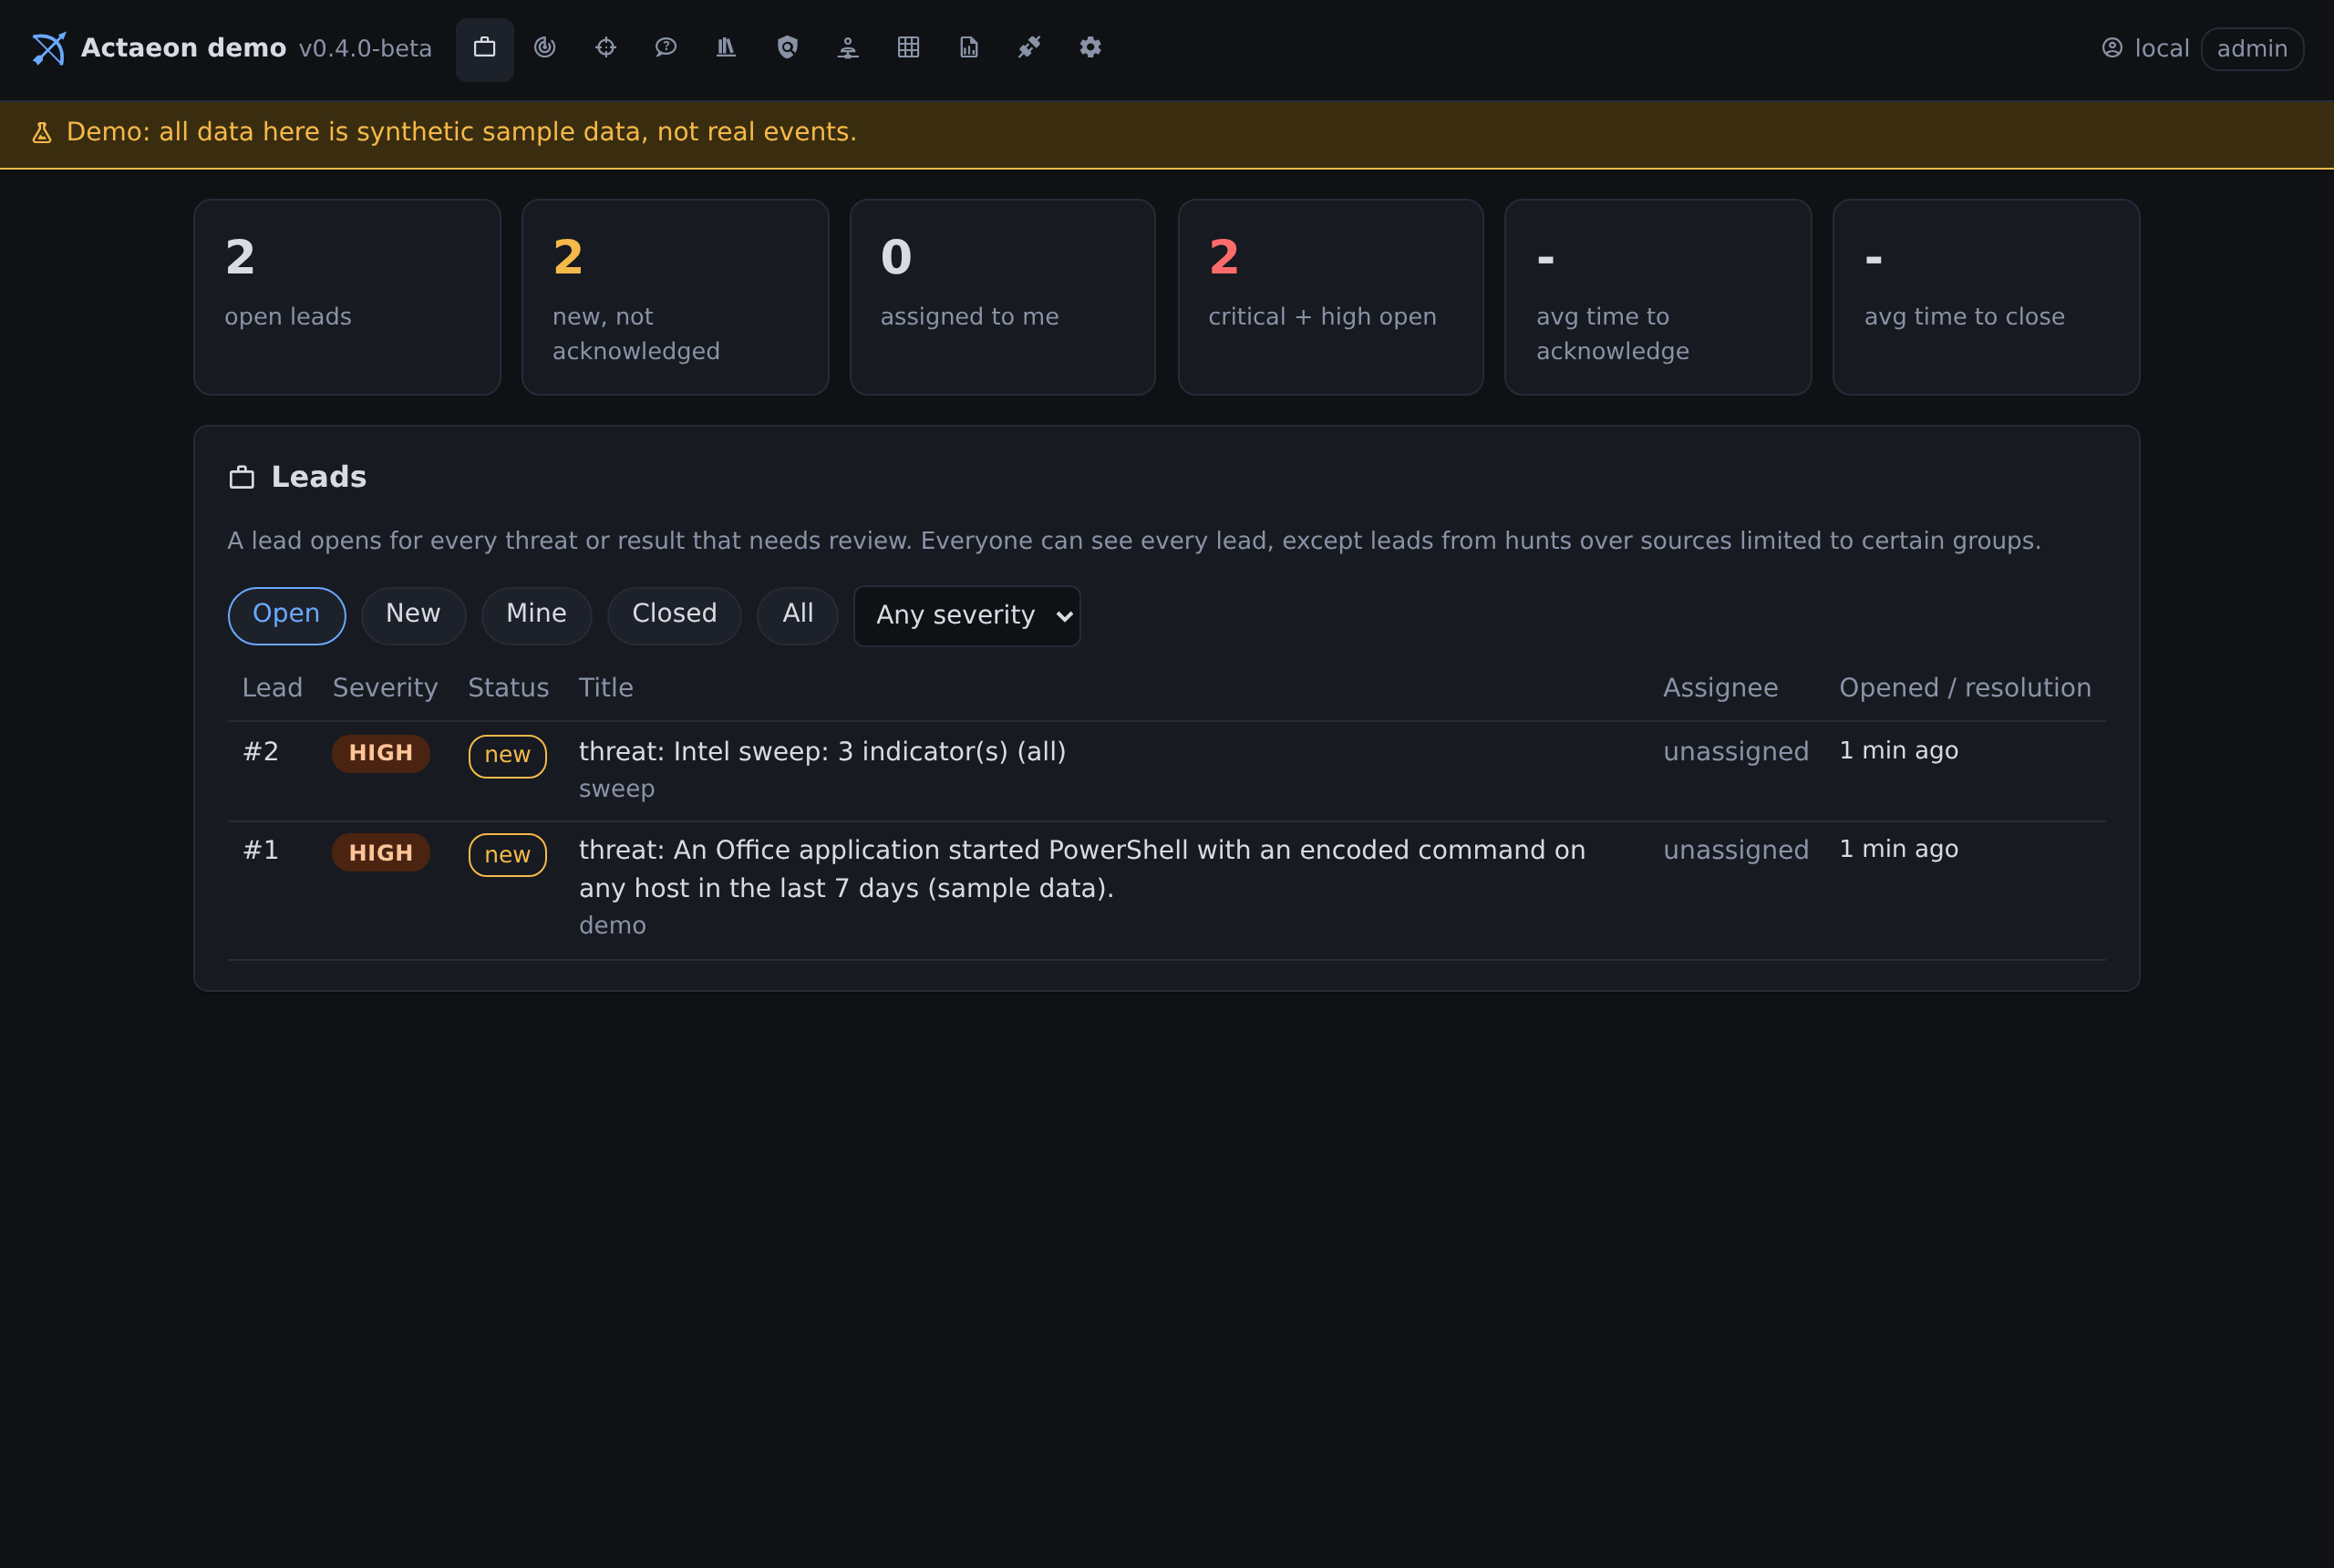 Actaeon demo v0.4.0-beta
local admin
Demo: all data here is synthetic sample data, not real events.
2
open leads
2
new, not
acknowledged
0
assigned to me
2
critical + high open
-
avg time to
acknowledge
-
avg time to close
Leads
A lead opens for every threat or result that needs review. Everyone can see every lead, except leads from hunts over sources limited to certain groups.
Open New Mine Closed All Any severity
Lead Severity Status Title Assignee Opened / resolution
#2 HIGH new threat: Intel sweep: 3 indicator(s) (all) unassigned 1 min ago
sweep
#1 HIGH new threat: An Office application started PowerShell with an encoded command on unassigned 1 min ago
any host in the last 7 days (sample data).
demo